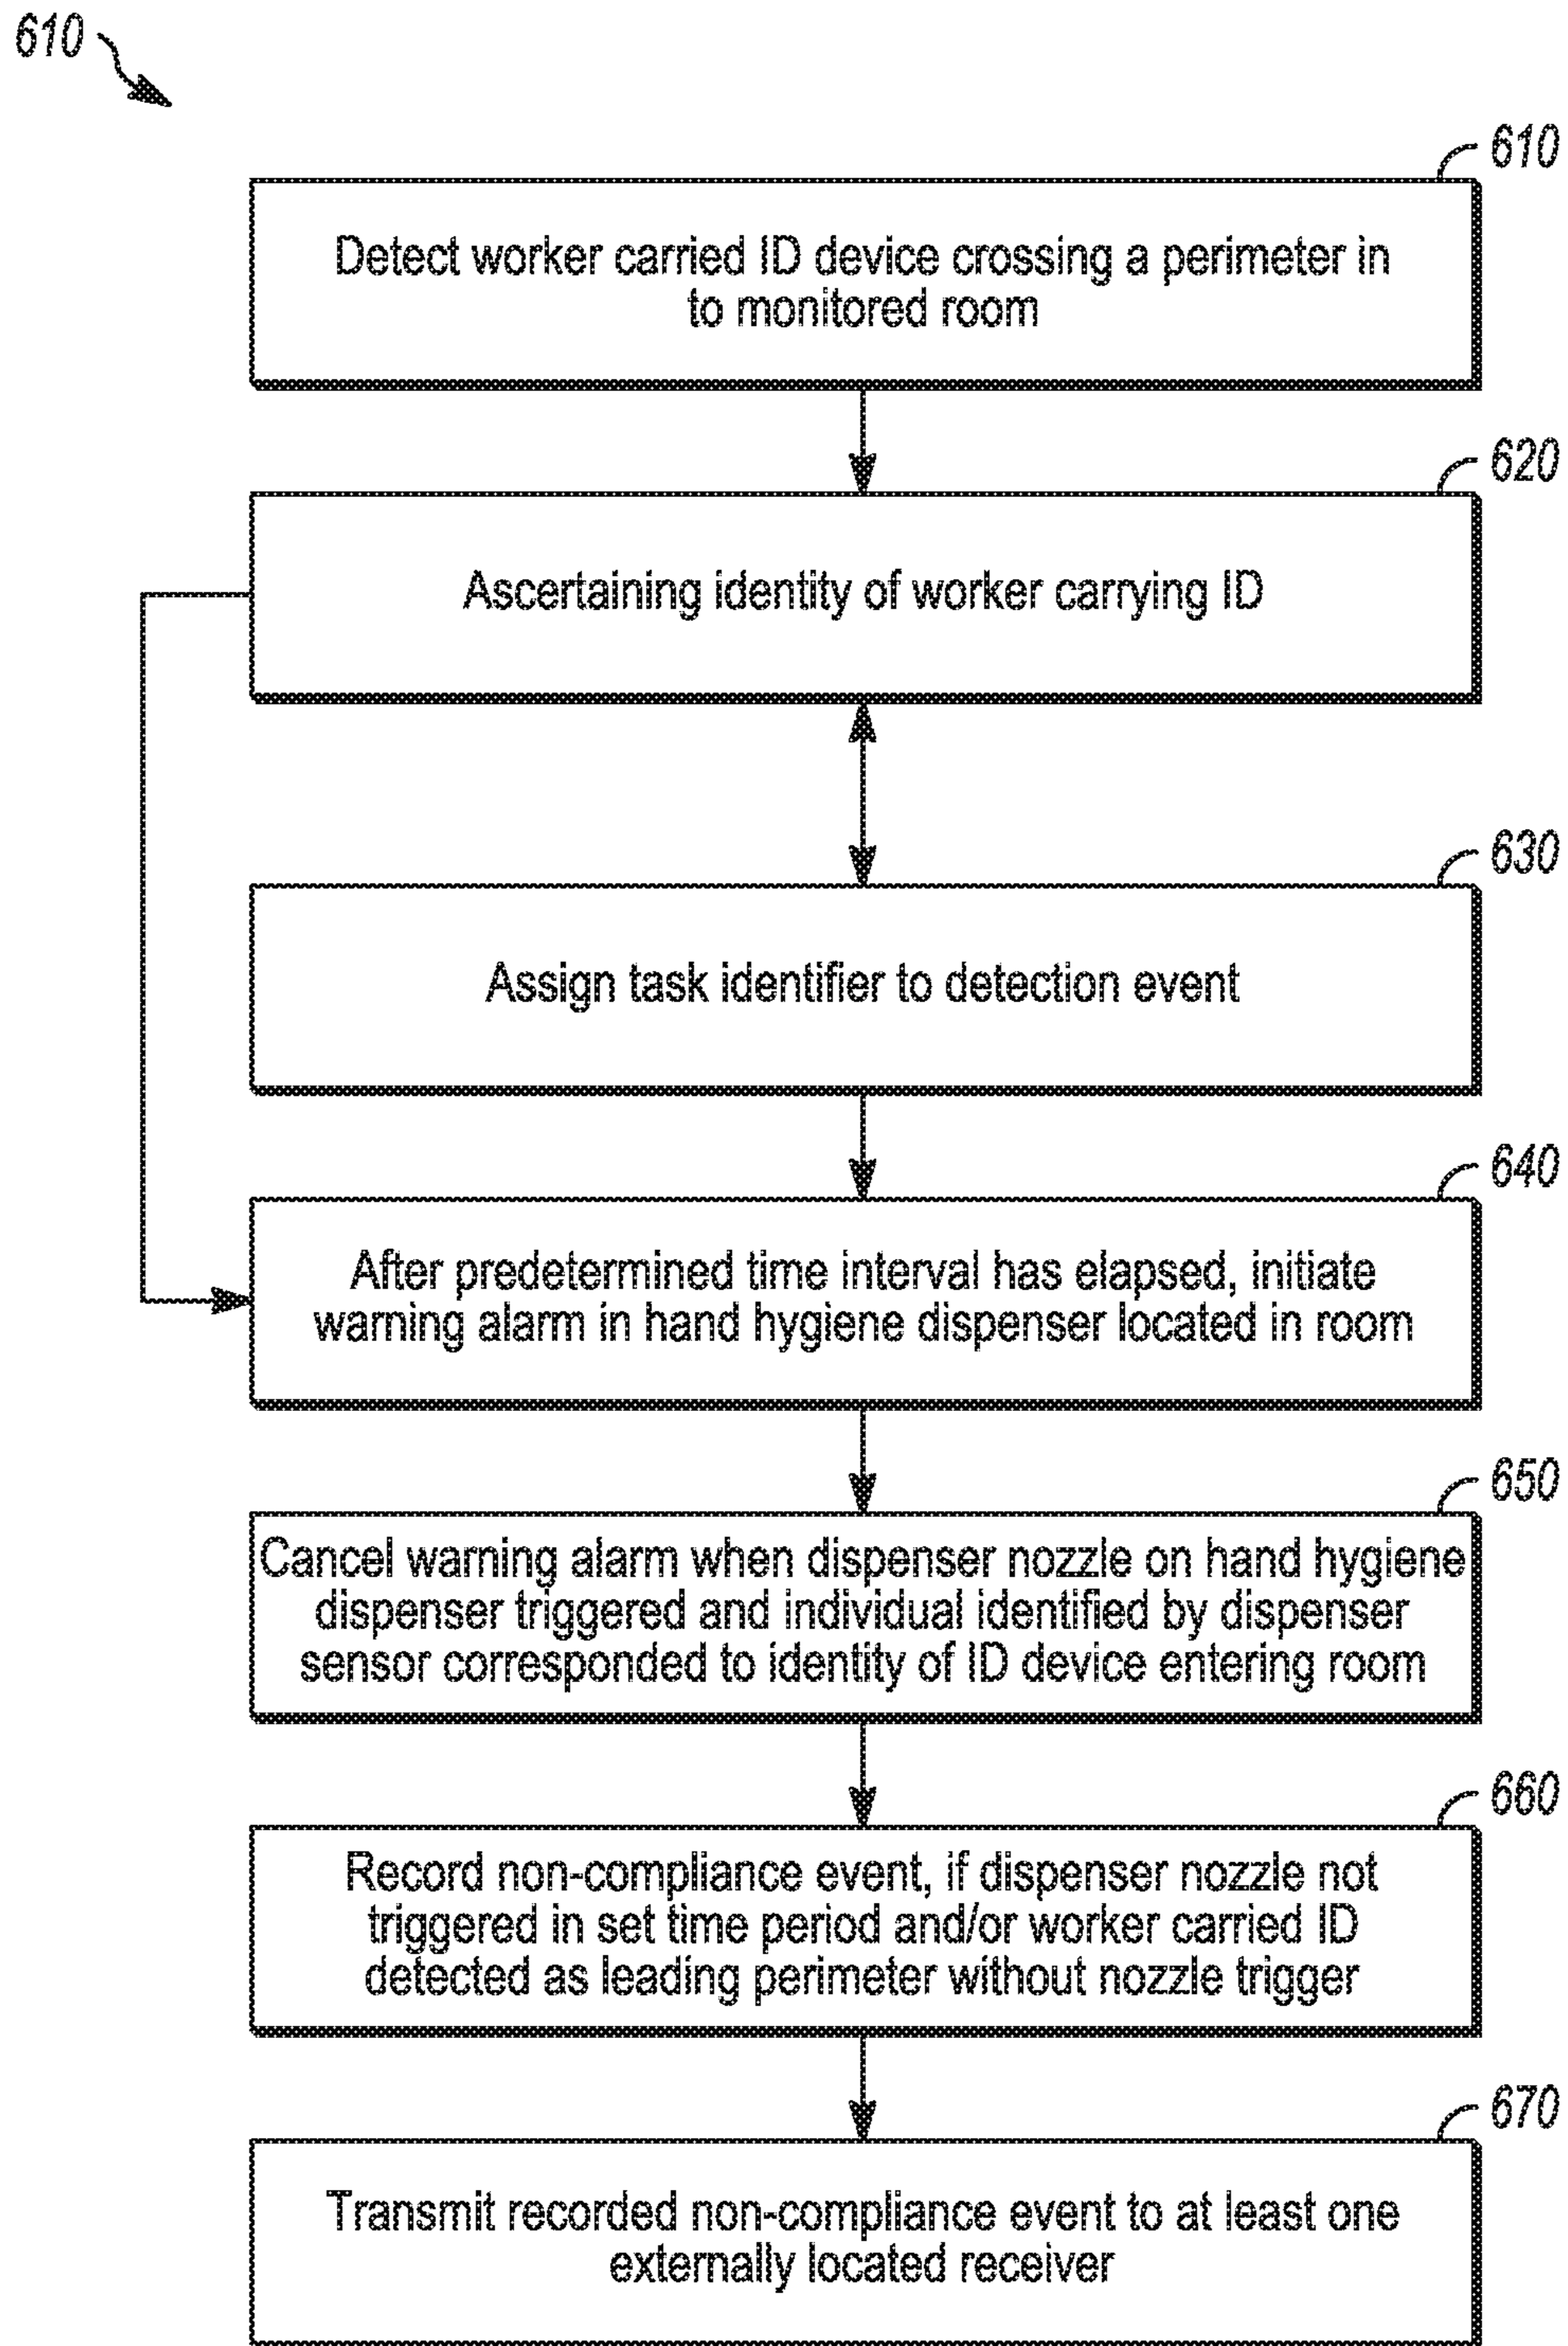 610
610
Detect worker carried ID device crossing a perimeter in
to monitored room
620
Ascertaining identity of worker carrying ID
630
Assign task identifier to detection event
640
After predetermined time interval has elapsed, initiate
warning alarm in hand hygiene dispenser located in room
650
Cancel warning alarm when dispenser nozzle on hand hygiene
dispenser triggered and individual identified by dispenser
sensor corresponded to identity of ID device entering room
660
Record non-compliance event, if dispenser nozzle not
triggered in set time period and/or worker carried ID
detected as leading perimeter without nozzle trigger
670
Transmit recorded non-compliance event to at least one
externally located receiver